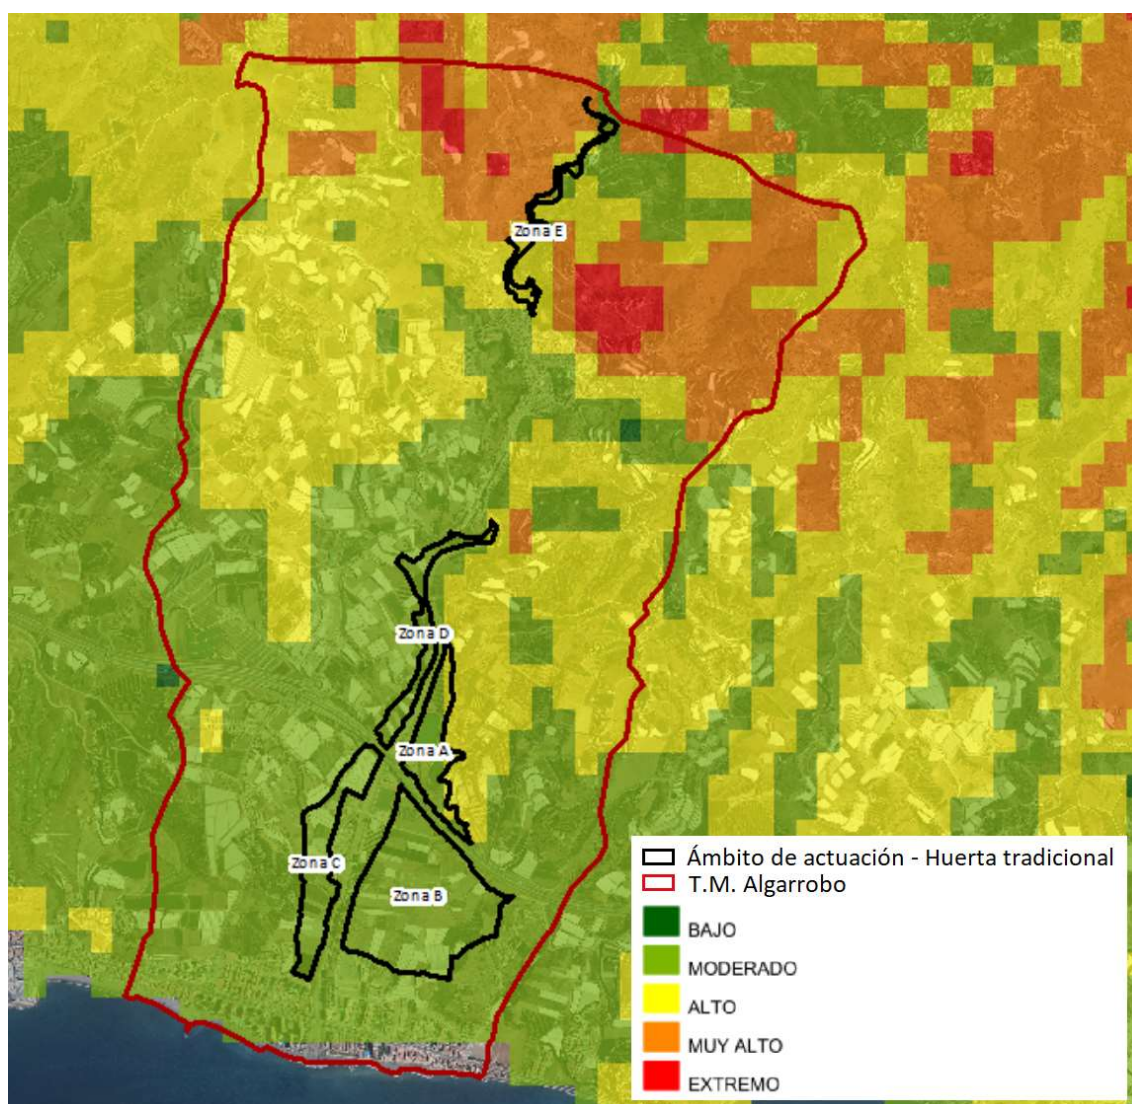 Zona E
Zona D
Zona A
Zona C
Zona B
Ámbito de actuación - Huerta tradicional
T.M. Algarrobo
BAJO
MODERADO
ALTO
MUY ALTO
EXTREMO